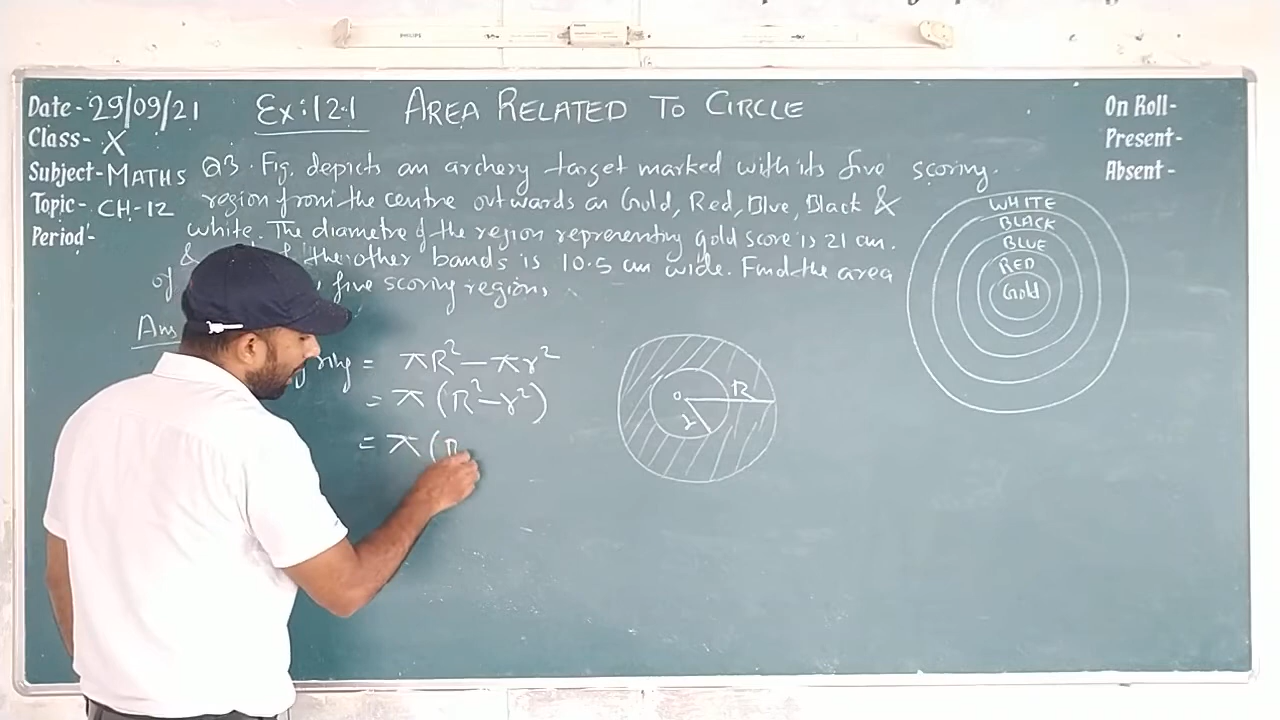 PHILIPS
Date - 29/09/21 Ex:12.1 AREA RELATED TO CIRCLE On Roll-
Class- X Present-
Subject- MATHS Q3. Fig. depicts an archery target marked with its five scoring. Absent -
Topic- CH-12 region from the centre outwards an Gold, Red, Blue, Black &
Period- white. The diametre of the region representing gold score is 21 cm.
& the other bands is 10.5 cm wide. Find the area
of five scoring region,
WHITE
BLACK
BLUE
RED
Gold
Ans
ring = πR²-πr²
= π(R²-r²)
= π(R
O R
r